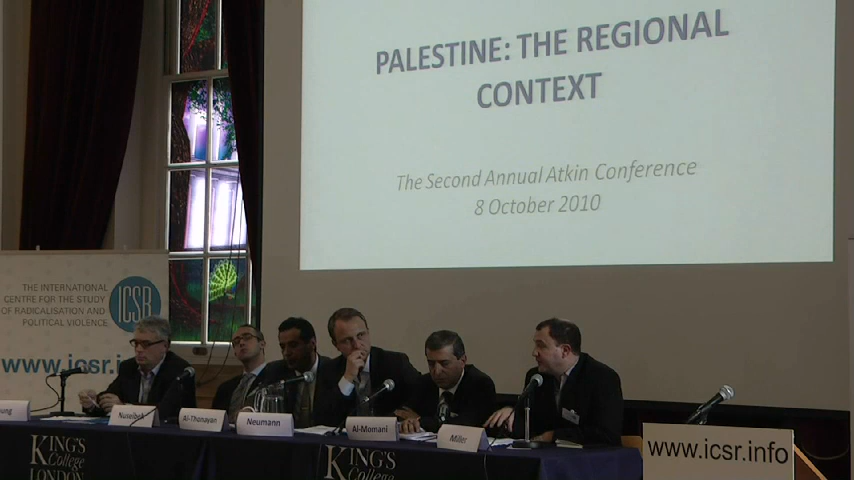 PALESTINE: THE REGIONAL
CONTEXT
The Second Annual Atkin Conference
8 October 2010
THE INTERNATIONAL
CENTRE FOR THE STUDY
OF RADICALISATION AND
POLITICAL VIOLENCE
ICSR
www.icsr.i
Nuseibeh
Al-Thonayan
Neumann
Al-Momani
Miller
KING'S
College
LONDON
KING'S
College
www.icsr.info